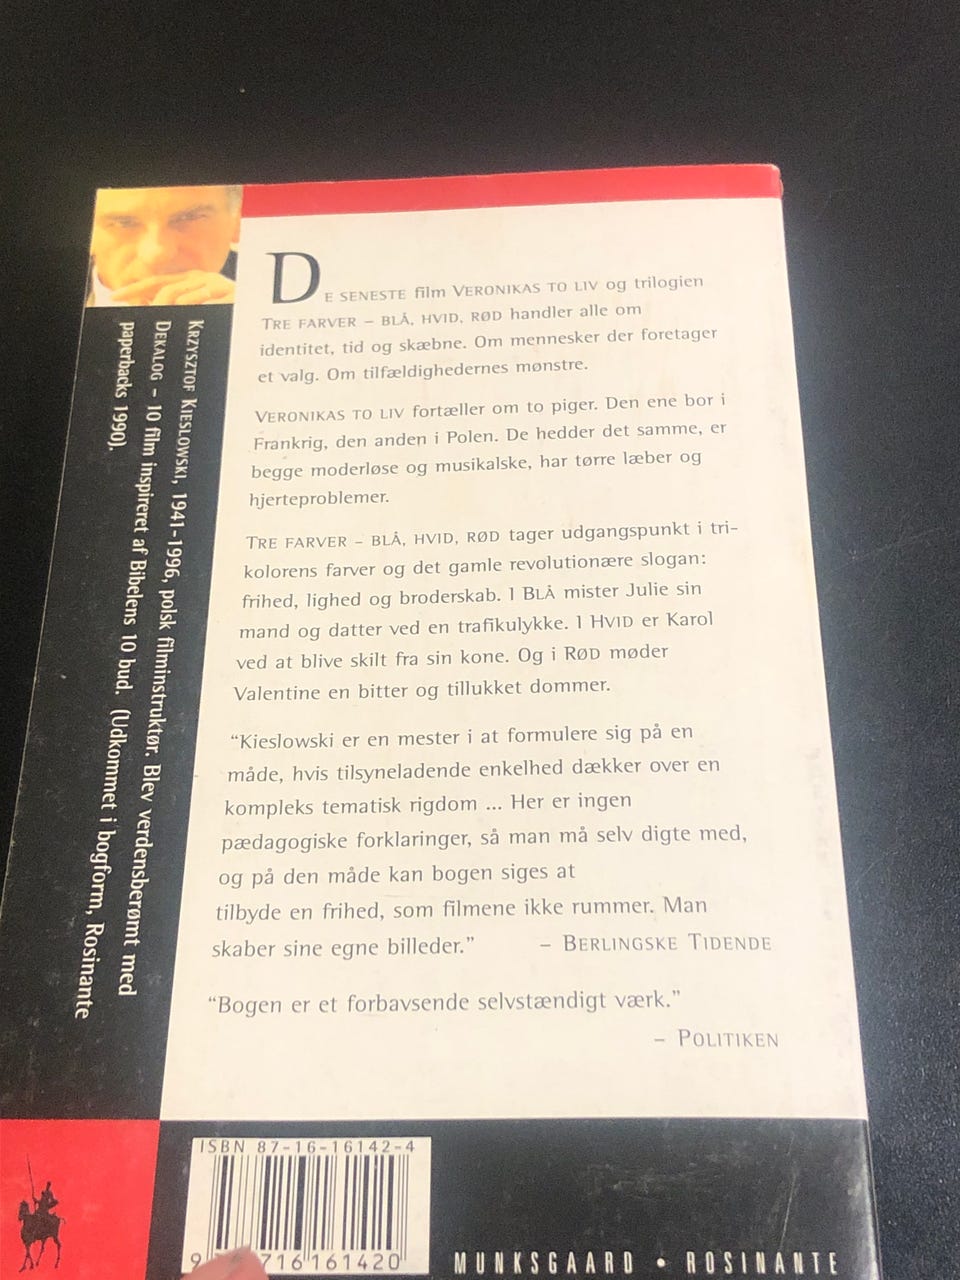 DE SENESTE film VERONIKAS TO LIV og trilogien
TRE FARVER – BLÅ, HVID, RØD handler alle om
identitet, tid og skæbne. Om mennesker der foretager
et valg. Om tilfældighedernes mønstre.
VERONIKAS TO LIV fortæller om to piger. Den ene bor i
Frankrig, den anden i Polen. De hedder det samme, er
begge moderløse og musikalske, har tørre læber og
hjerteproblemer.
TRE FARVER – BLÅ, HVID, RØD tager udgangspunkt i tri-
kolorens farver og det gamle revolutionære slogan:
frihed, lighed og broderskab. I BLÅ mister Julie sin
mand og datter ved en trafikulykke. I HVID er Karol
ved at blive skilt fra sin kone. Og i RØD møder
Valentine en bitter og tillukket dommer.
“Kieslowski er en mester i at formulere sig på en
måde, hvis tilsyneladende enkelhed dækker over en
kompleks tematisk rigdom ... Her er ingen
pædagogiske forklaringer, så man må selv digte med,
og på den måde kan bogen siges at
tilbyde en frihed, som filmene ikke rummer. Man
skaber sine egne billeder.” – BERLINGSKE TIDENDE
“Bogen er et forbavsende selvstændigt værk.”
– POLITIKEN
KRZYSZTOF KIESLOWSKI, 1941-1996, polsk filminstruktør. Blev verdensberømt med
DEKALOG – 10 film inspireret af Bibelens 10 bud. (Udkommet i bogform, Rosinante
paperbacks 1990).
ISBN 87-16-16142-4
9 716 161420
MUNKSGAARD • ROSINANTE